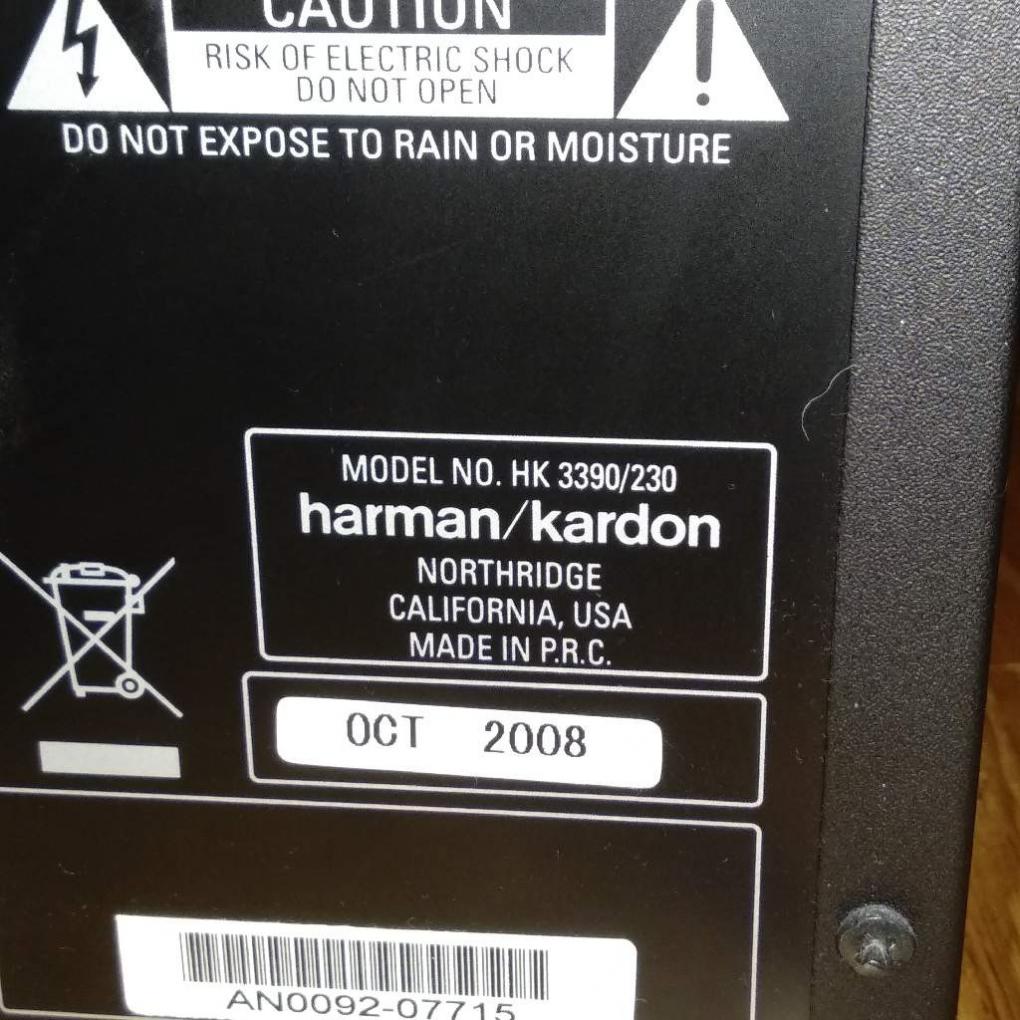 CAUTION
RISK OF ELECTRIC SHOCK
DO NOT OPEN
DO NOT EXPOSE TO RAIN OR MOISTURE
MODEL NO. HK 3390/230
harman/kardon
NORTHRIDGE
CALIFORNIA, USA
MADE IN P.R.C.
OCT 2008
AN0092-07715